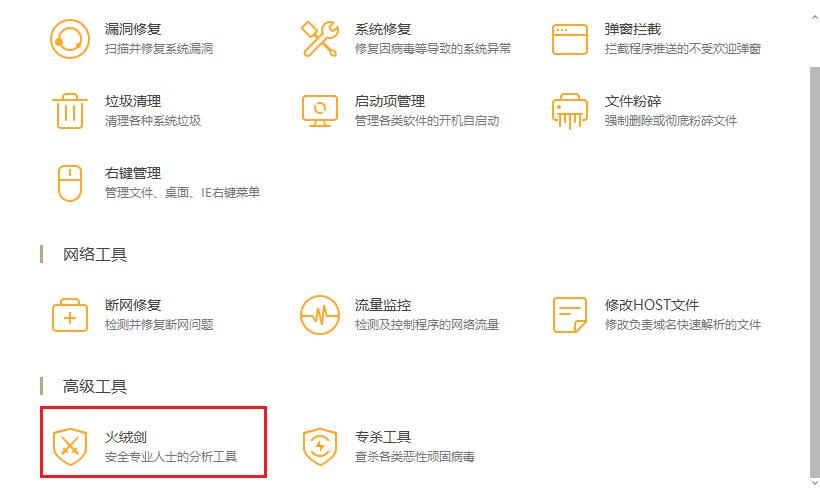 漏洞修复
扫描并修复系统漏洞
系统修复
修复因病毒等导致的系统异常
弹窗拦截
拦截程序推送的不受欢迎弹窗
垃圾清理
清理各种系统垃圾
启动项管理
管理各类软件的开机自启动
文件粉碎
强制删除或彻底粉碎文件
右键管理
管理文件、桌面、IE右键菜单
网络工具
断网修复
检测并修复断网问题
流量监控
检测及控制程序的网络流量
修改HOST文件
修改负责域名快速解析的文件
高级工具
火绒剑
安全专业人士的分析工具
专杀工具
查杀各类恶性顽固病毒